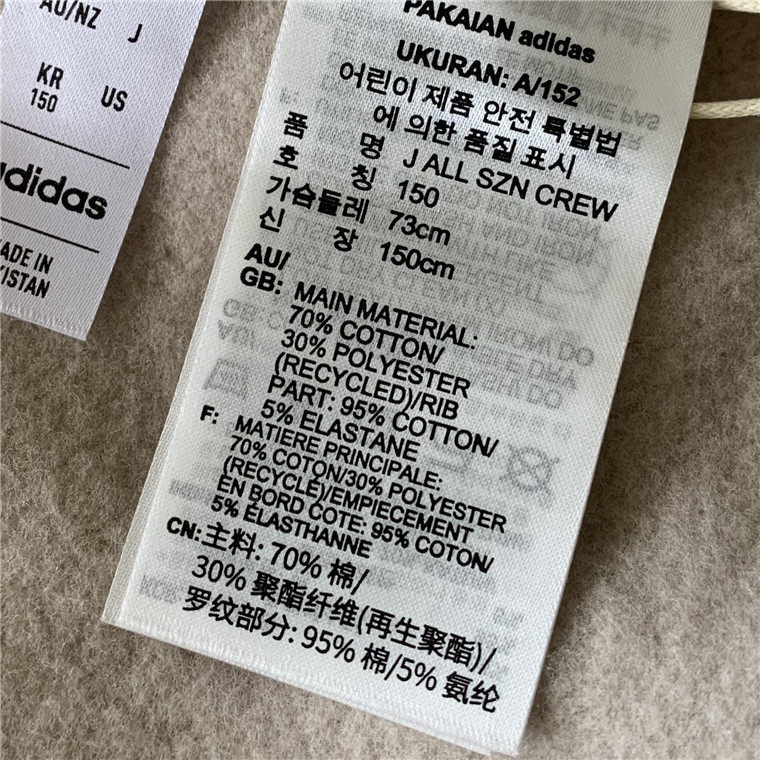 AU/NZ J
KR US
150
adidas
MADE IN
PAKISTAN
PAKAIAN adidas
UKURAN: A/152
어린이 제품 안전 특별법
에 의한 품질 표시
품 명 J ALL SZN CREW
호 칭 150
가슴둘레 73cm
신 장 150cm
AU/
GB: MAIN MATERIAL:
70% COTTON/
30% POLYESTER
(RECYCLED)/RIB
PART: 95% COTTON/
5% ELASTANE
F: MATIERE PRINCIPALE:
70% COTON/30% POLYESTER
(RECYCLÉ)/EMPIECEMENT
EN BORD COTE: 95% COTON/
5% ÉLASTHANNE
CN: 主料: 70% 棉/
30% 聚酯纤维(再生聚酯)/
罗纹部分: 95% 棉/5% 氨纶